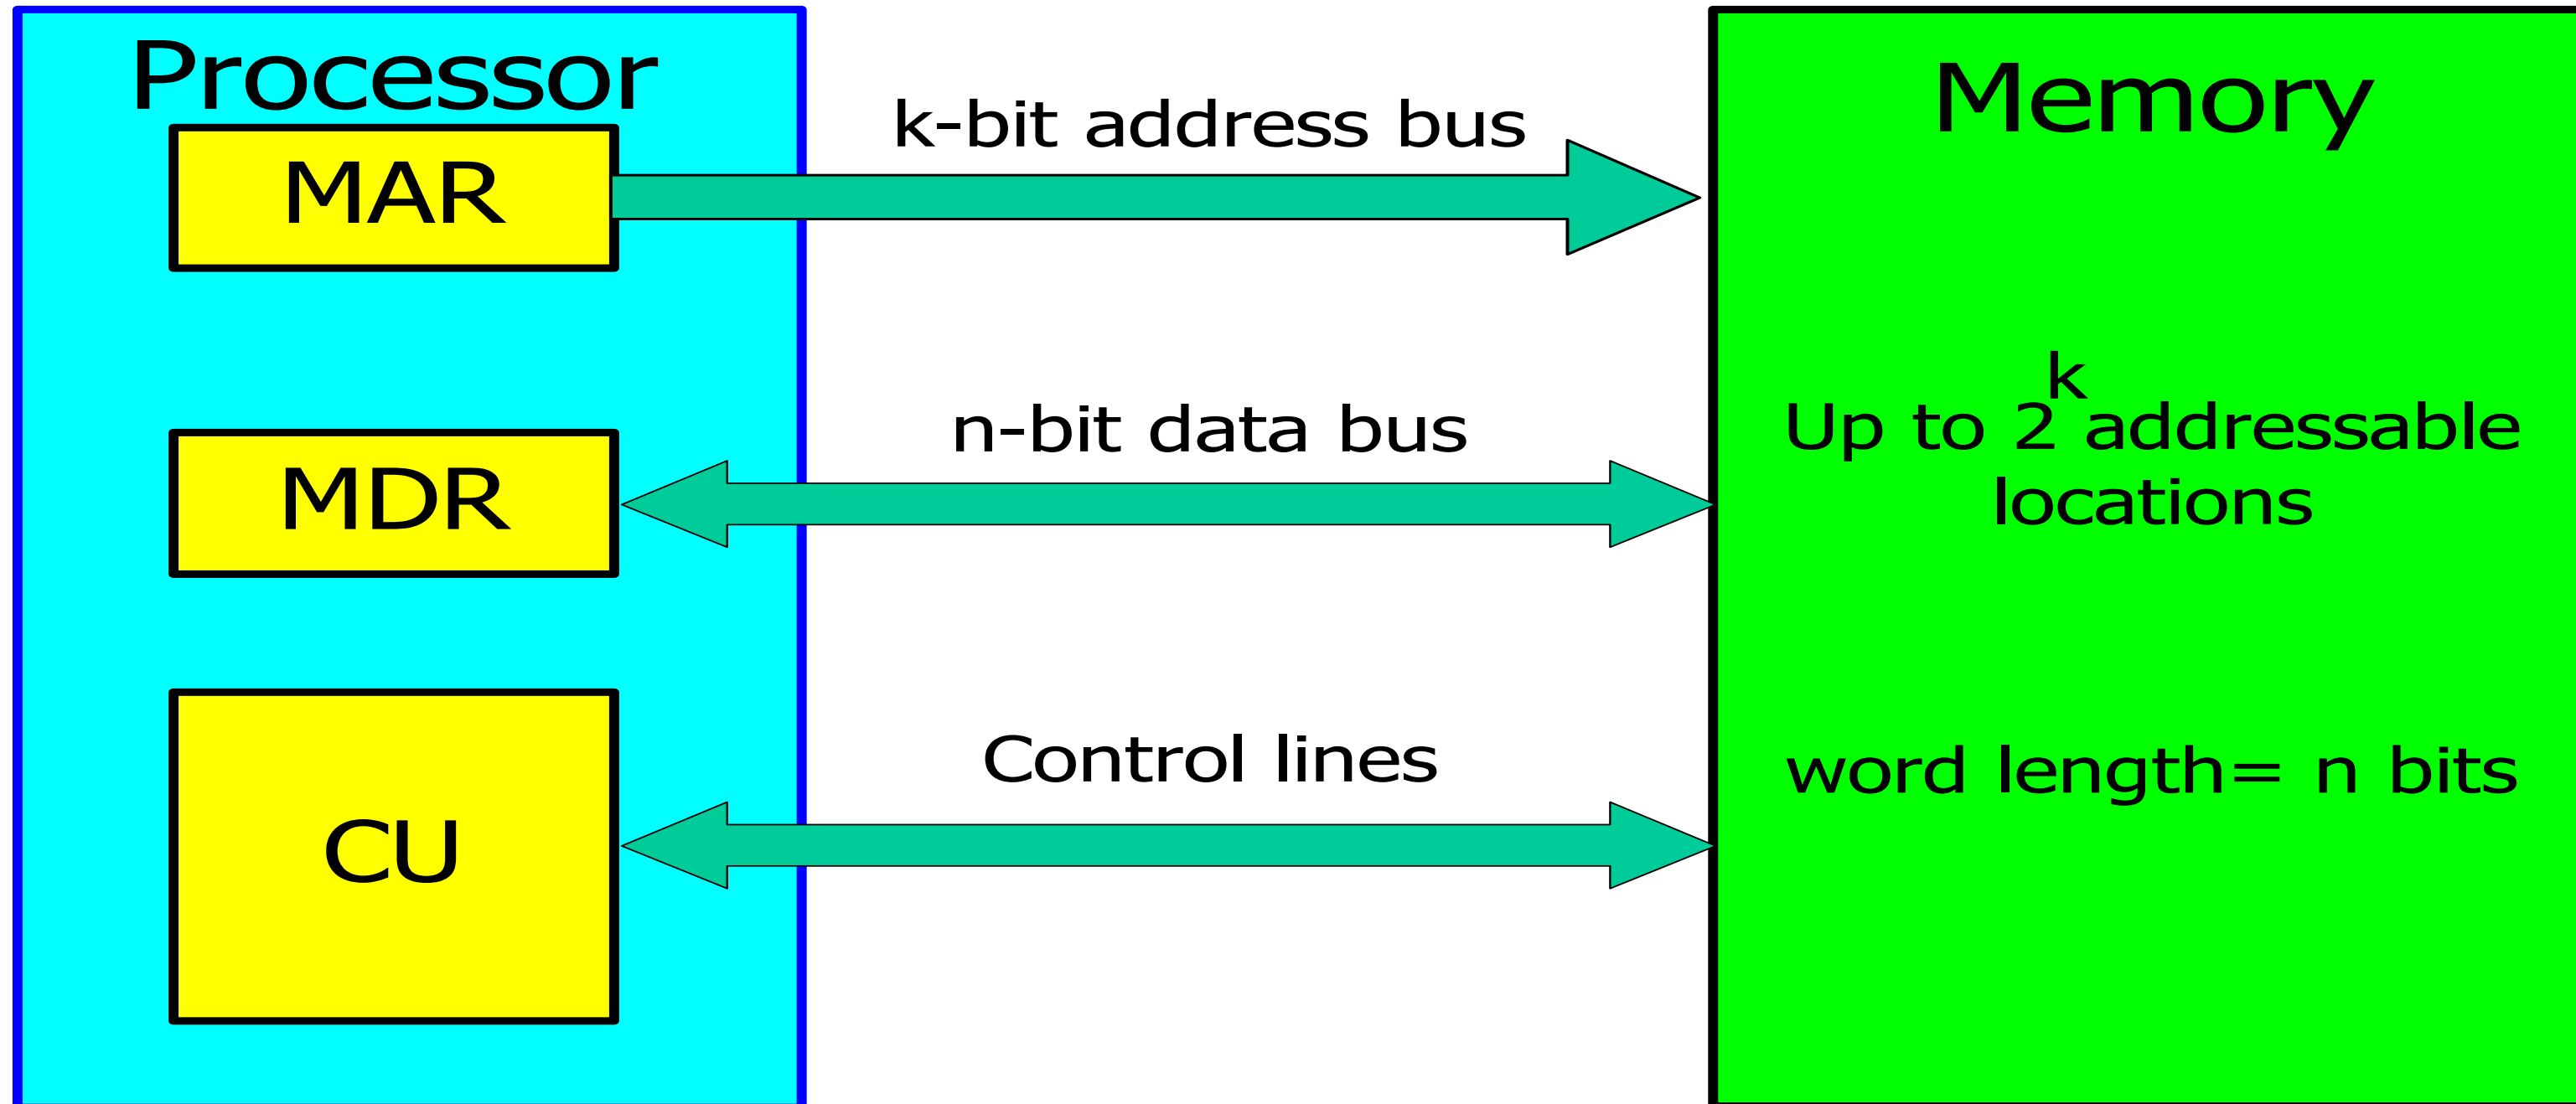 Processor
MAR
k-bit address bus
Memory
MDR
n-bit data bus
Up to 2^k addressable
locations
CU
Control lines
word length= n bits